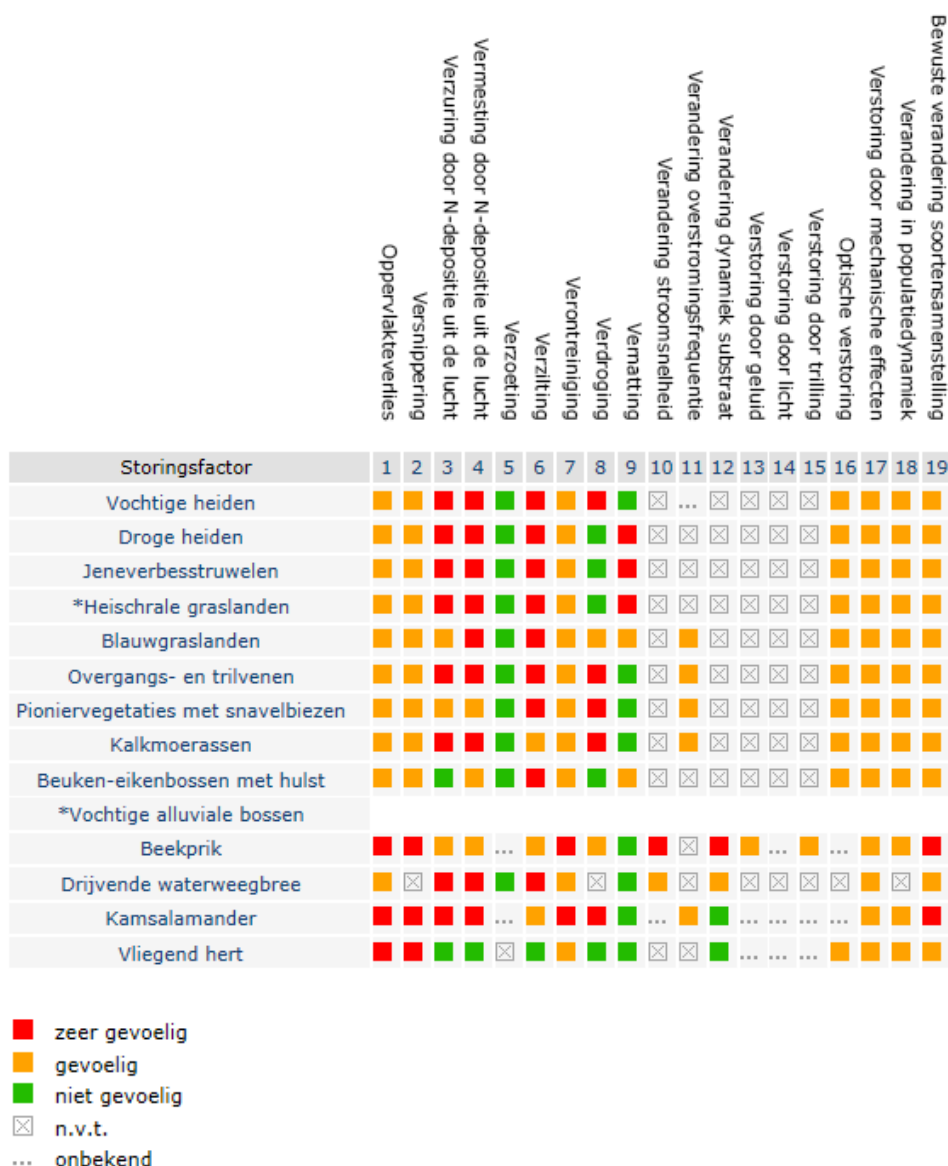 Oppervlakteverlies
Versnippering
Verzuring door N-depositie uit de lucht
Vermesting door N-depositie uit de lucht
Verzoeting
Verzilting
Verontreiniging
Verdroging
Vernatting
Verandering stroomsnelheid
Verandering overstromingsfrequentie
Verandering dynamiek substraat
Verstoring door geluid
Verstoring door licht
Verstoring door trilling
Optische verstoring
Verstoring door mechanische effecten
Verandering in populatiedynamiek
Bewuste verandering soortensamenstelling
Storingsfactor 1 2 3 4 5 6 7 8 9 10 11 12 13 14 15 16 17 18 19
Vochtige heiden ...
Droge heiden
Jeneverbesstruwelen
*Heischrale graslanden
Blauwgraslanden
Overgangs- en trilvenen
Pioniervegetaties met snavelbiezen
Kalkmoerassen
Beuken-eikenbossen met hulst
*Vochtige alluviale bossen
Beekprik ... ... ...
Drijvende waterweegbree
Kamsalamander ... ... ... ... ... ...
Vliegend hert ... ... ...
zeer gevoelig
gevoelig
niet gevoelig
n.v.t.
... onbekend